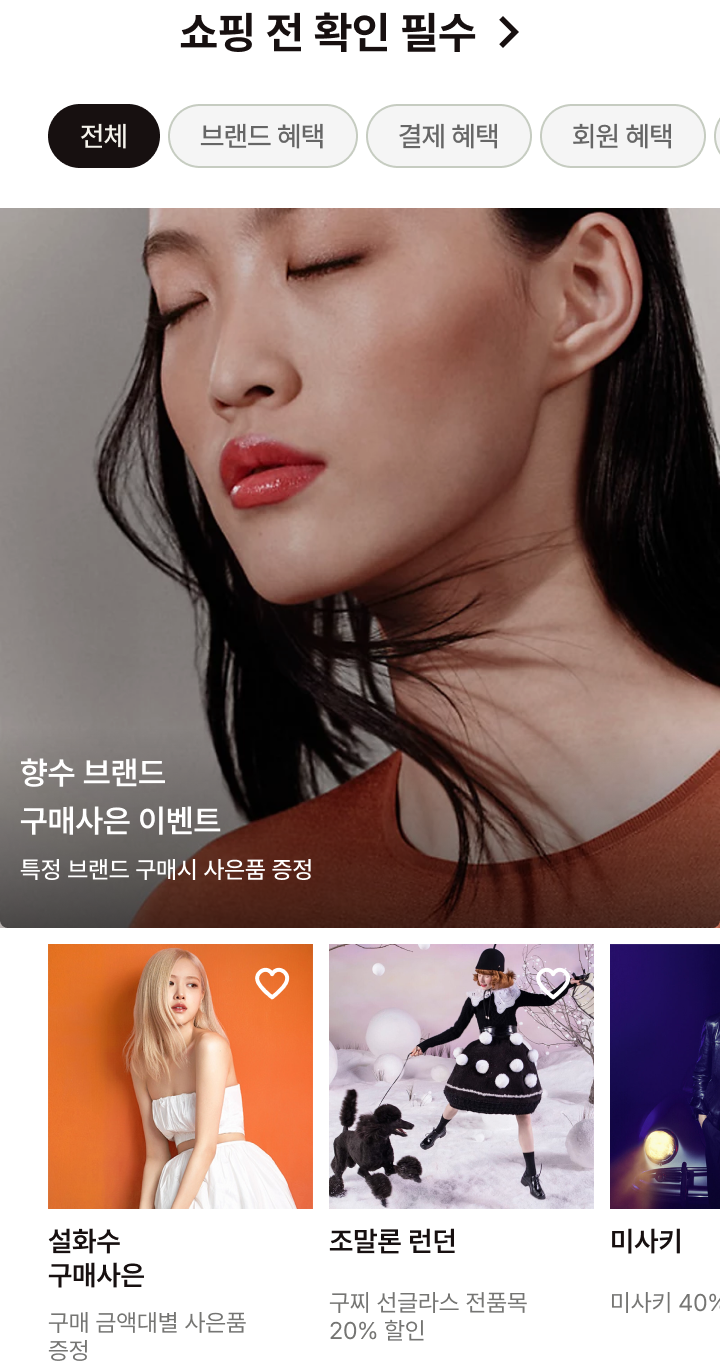 쇼핑 전 확인 필수
전체
브랜드 혜택
결제 혜택
회원 혜택
향수 브랜드
구매사은 이벤트
특정 브랜드 구매시 사은품 증정
설화수
구매사은
구매 금액대별 사은품
증정
조말론 런던
구찌 선글라스 전품목
20% 할인
미사키
미사키 40%